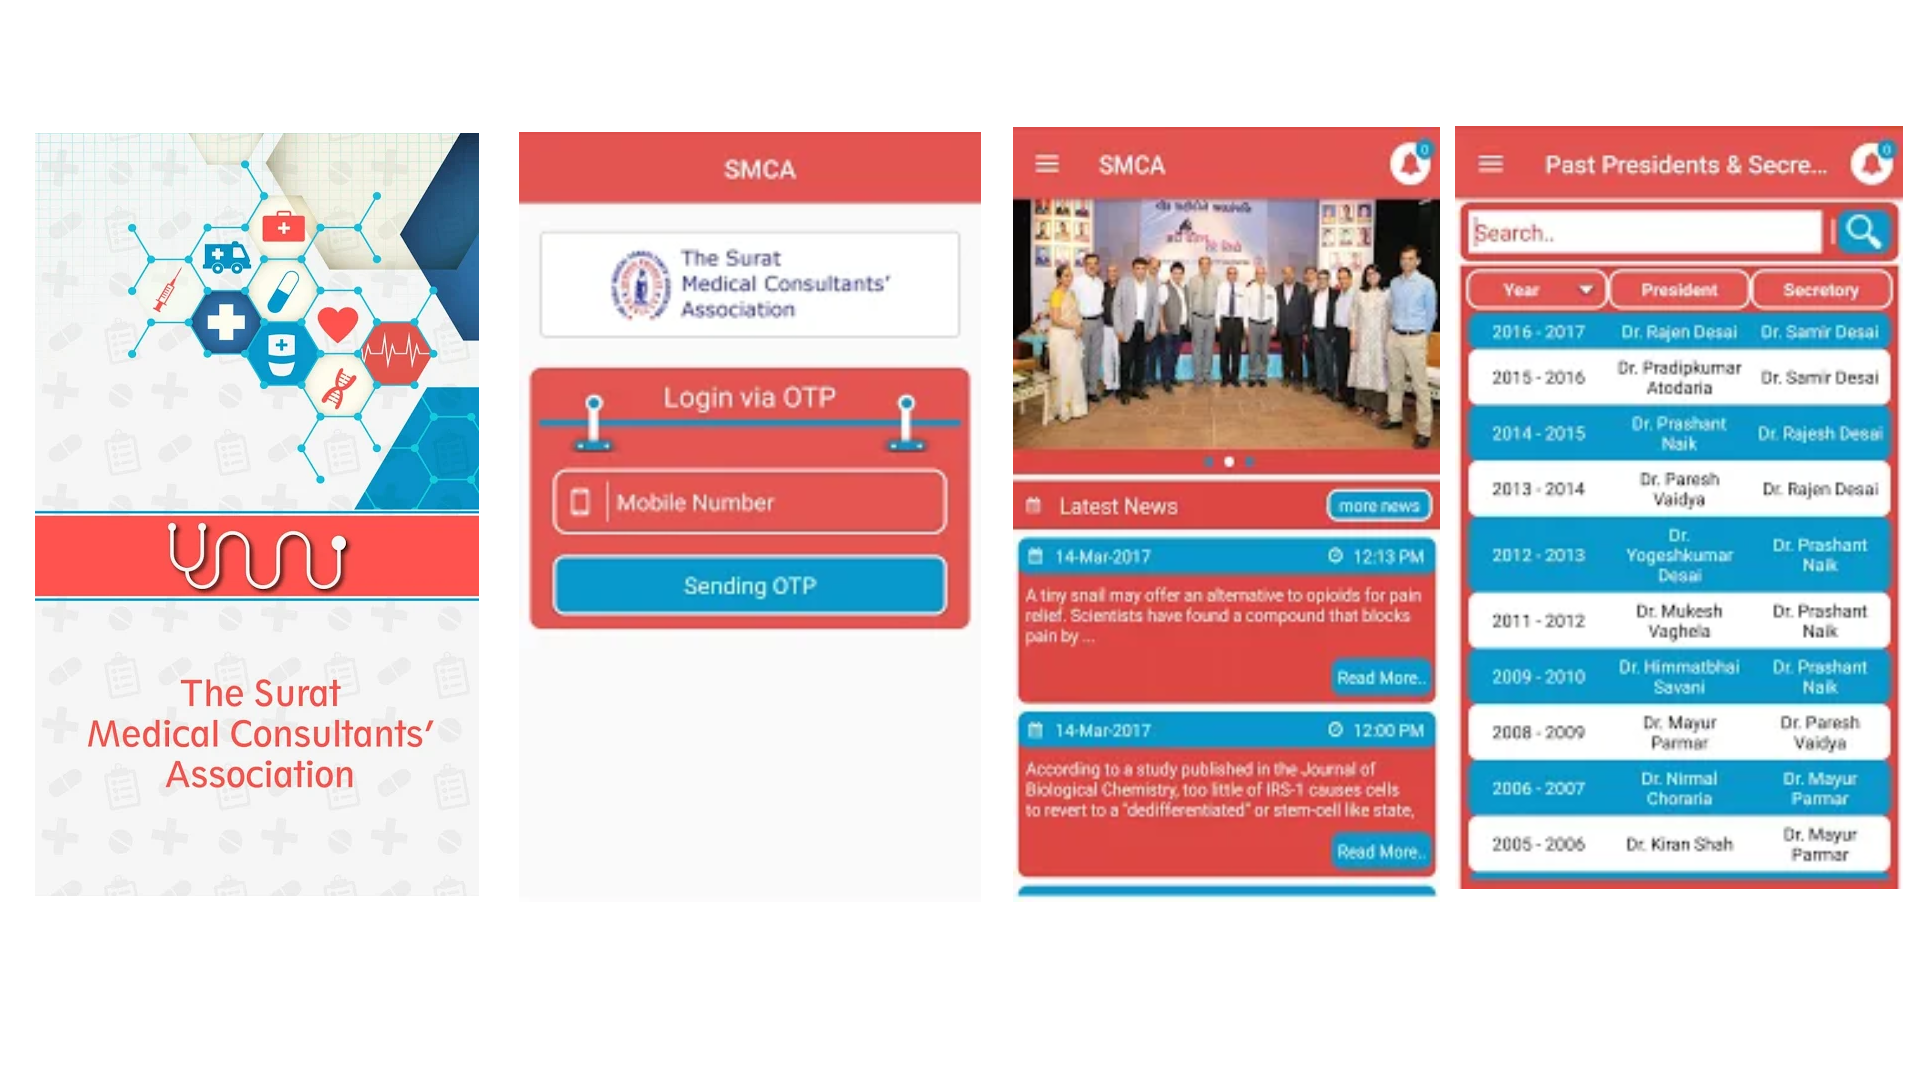 The Surat
Medical Consultants'
Association
SMCA
The Surat
Medical Consultants'
Association
Login via OTP
Mobile Number
Sending OTP
SMCA
0
Latest News
more news
14-Mar-2017
12:13 PM
A tiny snail may offer an alternative to opioids for pain
relief. Scientists have found a compound that blocks
pain by ...
Read More..
14-Mar-2017
12:00 PM
According to a study published in the Journal of
Biological Chemistry, too little of IRS-1 causes cells
to revert to a "dedifferentiated" or stem-cell like state,
Read More..
Past Presidents & Secre...
0
Search..
Year President Secretory
2016 - 2017 Dr. Rajen Desai Dr. Samir Desai
2015 - 2016 Dr. Pradipkumar Atodaria Dr. Samir Desai
2014 - 2015 Dr. Prashant Naik Dr. Rajesh Desai
2013 - 2014 Dr. Paresh Vaidya Dr. Rajen Desai
2012 - 2013 Dr. Yogeshkumar Desai Dr. Prashant Naik
2011 - 2012 Dr. Mukesh Vaghela Dr. Prashant Naik
2009 - 2010 Dr. Himmatbhai Savani Dr. Prashant Naik
2008 - 2009 Dr. Mayur Parmar Dr. Paresh Vaidya
2006 - 2007 Dr. Nirmal Choraria Dr. Mayur Parmar
2005 - 2006 Dr. Kiran Shah Dr. Mayur Parmar